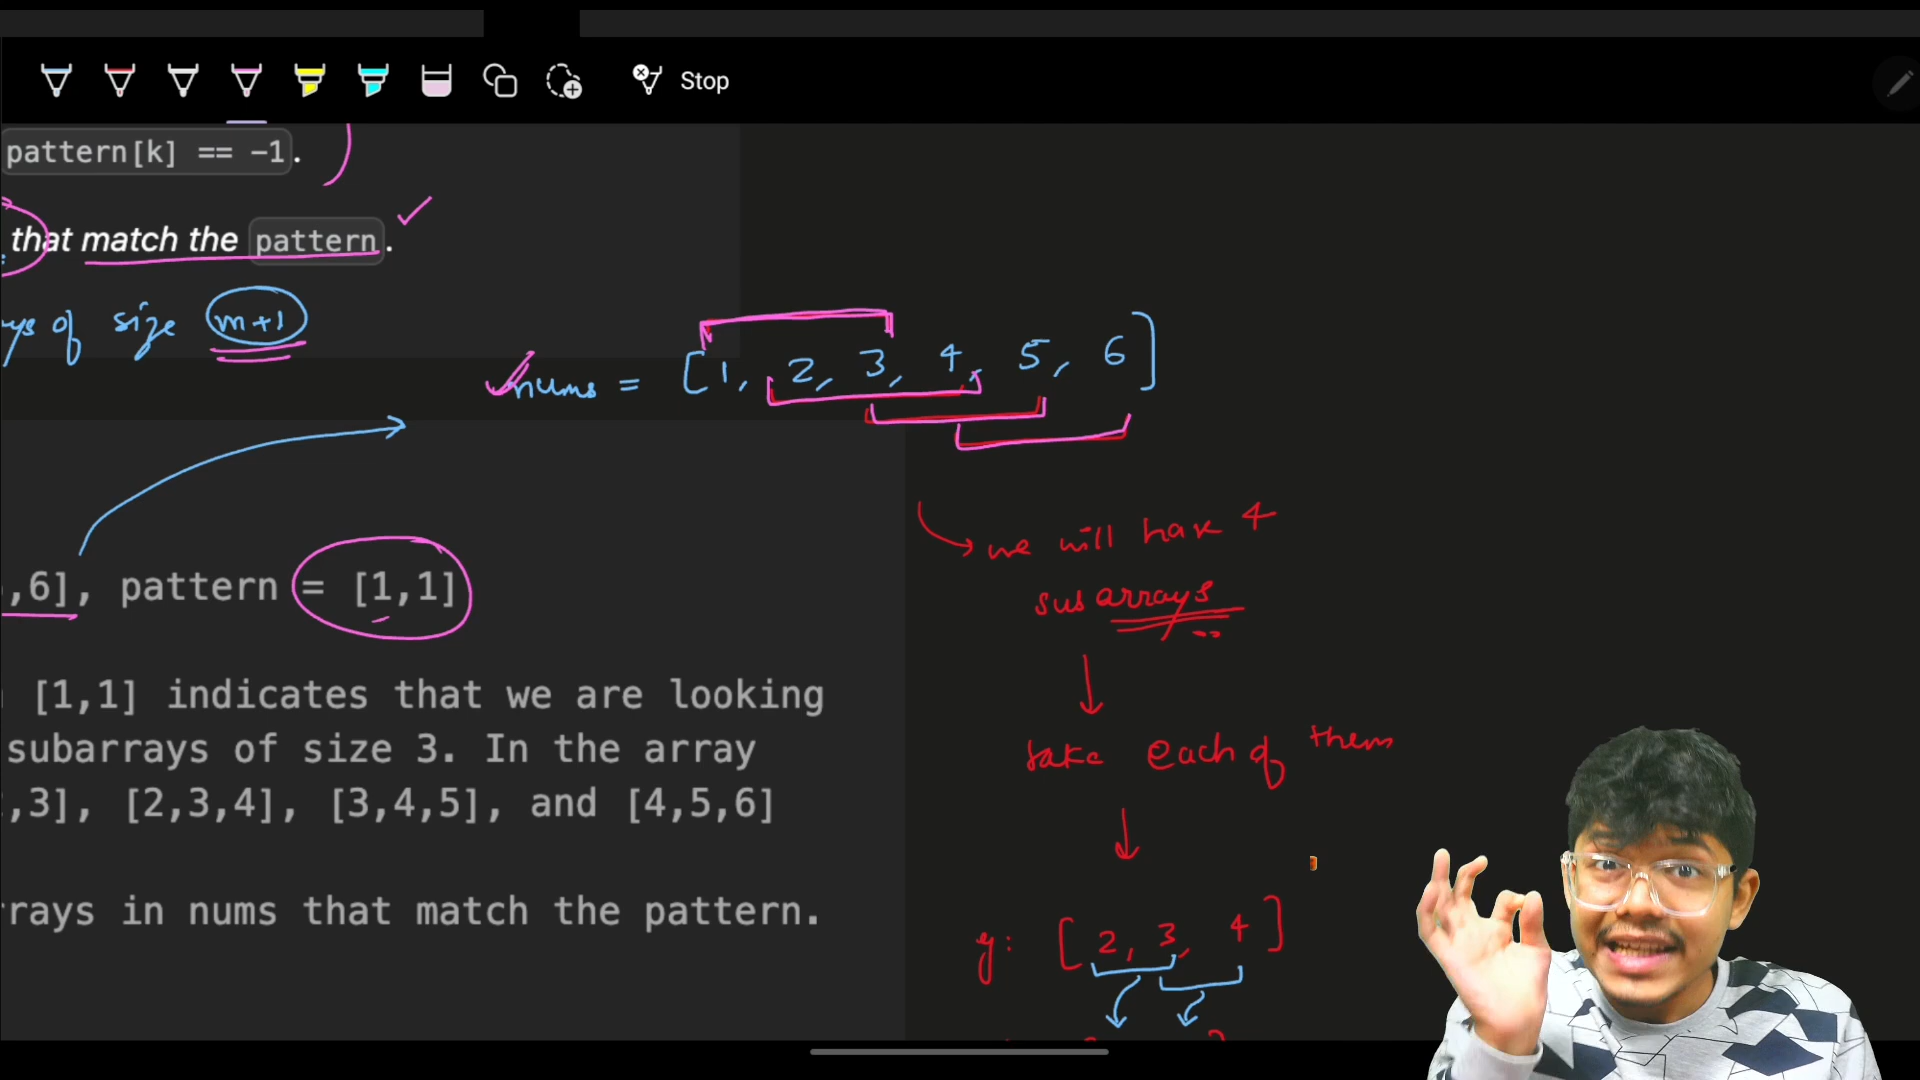 Stop
pattern[k] == -1.
that match the pattern.
ys of size m+1
nums = [1, 2, 3, 4, 5, 6]
we will have 4
sub arrays
,6], pattern = [1,1]
[1,1] indicates that we are looking
subarrays of size 3. In the array
take each of them
,3], [2,3,4], [3,4,5], and [4,5,6]
rrays in nums that match the pattern.
eg: [2, 3, 4]